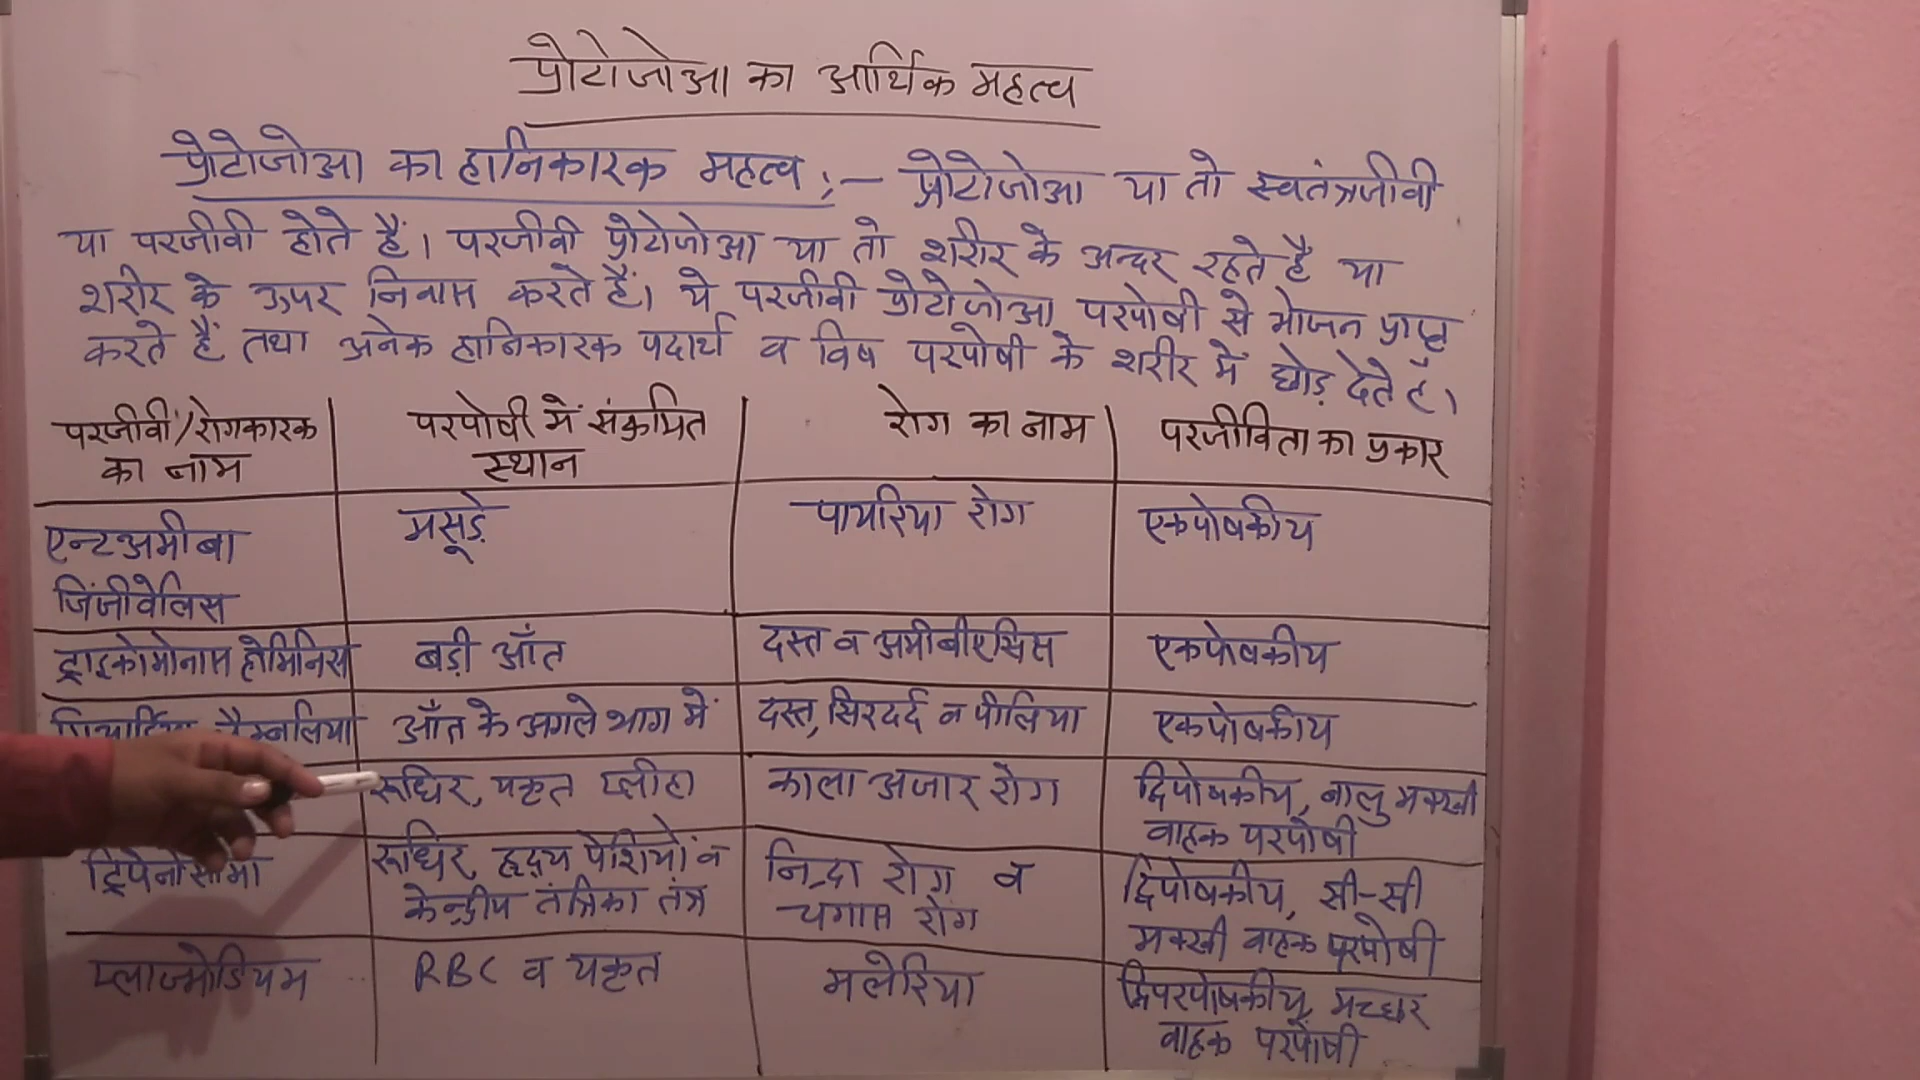 प्रोटोजोआ का आर्थिक महत्व
प्रोटोजोआ का हानिकारक महत्व :— प्रोटोजोआ या तो स्वतंत्रजीवी
या परजीवी होते हैं। परजीवी प्रोटोजोआ या तो शरीर के अन्दर रहते है या
शरीर के ऊपर निवास करते हैं। ये परजीवी प्रोटोजोआ परपोषी से भोजन प्राप्त
करते हैं तथा अनेक हानिकारक पदार्थ व विष परपोषी के शरीर में छोड़ देते हैं।
परजीवी/रोगकारक का नाम
परपोषी में संक्रमित स्थान
रोग का नाम
परजीविता का प्रकार
एन्टअमीबा जिंजीवेलिस
मसूड़े
पायरिया रोग
एकपोषकीय
ट्राइकोमोनास होमिनिस
बड़ी आँत
दस्त व अमीबीएसिस
एकपोषकीय
आँत के अगले भाग में
दस्त, सिरदर्द व पीलिया
एकपोषकीय
रूधिर, यकृत प्लीहा
काला अजार रोग
द्विपोषकीय, बालु मक्खी
वाहक परपोषी
ट्रिपेनोसोमा
रूधिर, हृदय पेशियों व
केन्द्रीय तंत्रिका तंत्र
निद्रा रोग व
चगास रोग
द्विपोषकीय, सी-सी
मक्खी वाहक परपोषी
प्लाज्मोडियम
RBC व यकृत
मलेरिया
द्विपरपोषकीय, मच्छर
वाहक परपोषी